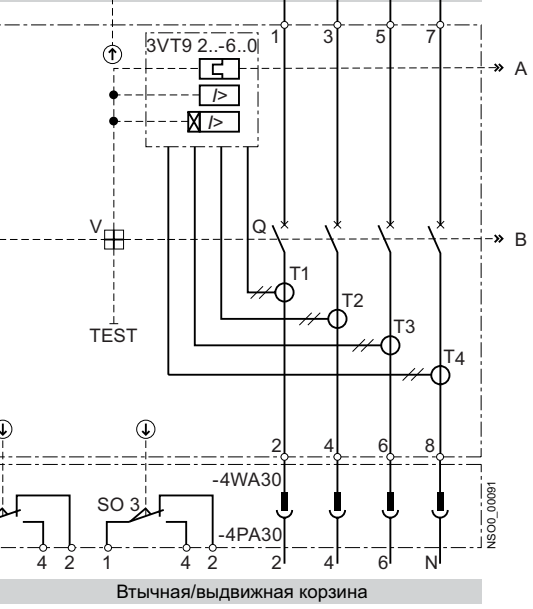 1 3 5 7
3VT9 2..-6..0
A
I>
I>
V Q B
T1
T2
TEST
T3
T4
2 4 6 8
-4WA30
SO 3
NSO0_00091
-4PA30
4 2 1 4 2 2 4 6 N
Втычная/выдвижная корзина